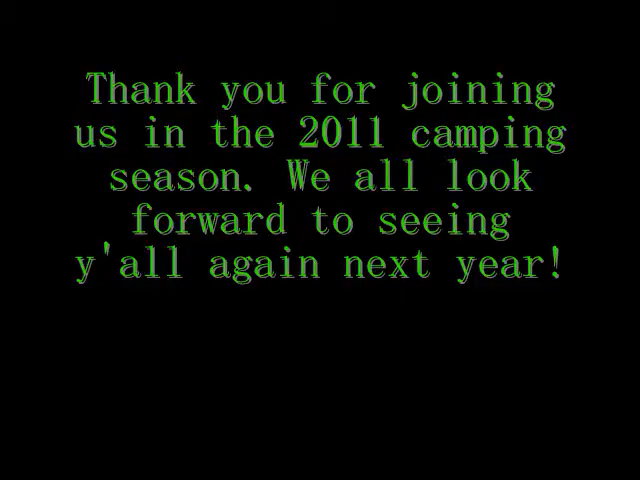 Thank you for joining
us in the 2011 camping
season. We all look
forward to seeing
y'all again next year!